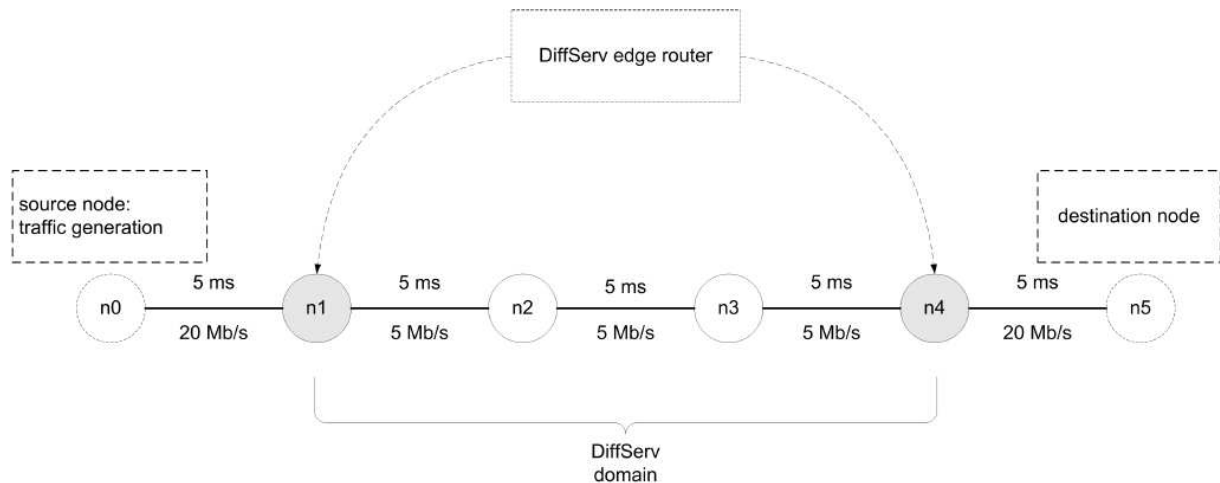 DiffServ edge router
source node:
traffic generation
destination node
5 ms 5 ms 5 ms 5 ms 5 ms
n0 n1 n2 n3 n4 n5
20 Mb/s 5 Mb/s 5 Mb/s 5 Mb/s 20 Mb/s
DiffServ
domain